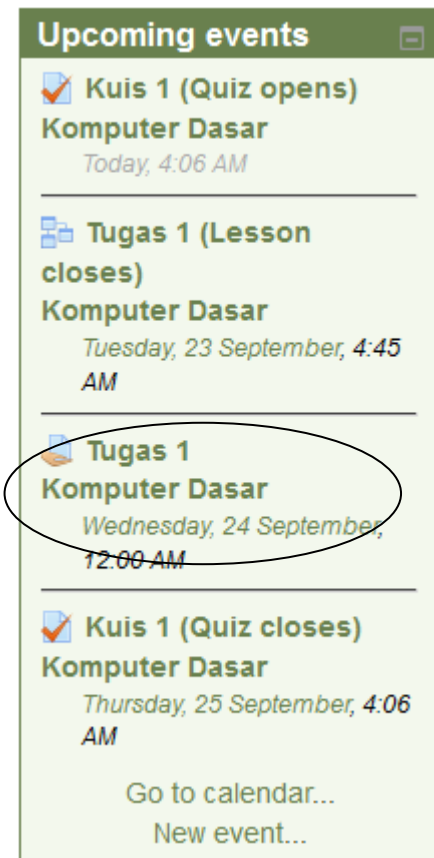 Upcoming events
Kuis 1 (Quiz opens)
Komputer Dasar
Today, 4:06 AM
Tugas 1 (Lesson
closes)
Komputer Dasar
Tuesday, 23 September, 4:45
AM
Tugas 1
Komputer Dasar
Wednesday, 24 September,
12:00 AM
Kuis 1 (Quiz closes)
Komputer Dasar
Thursday, 25 September, 4:06
AM
Go to calendar...
New event...